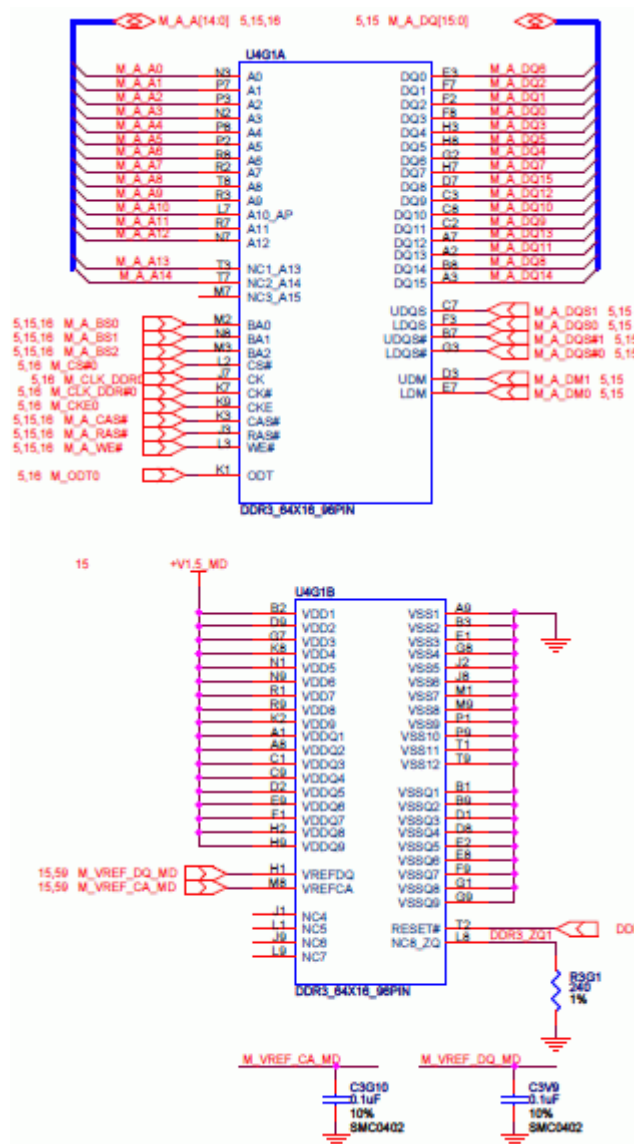 M_A_A[14:0] 5,15,16
5,15 M_A_DQ[15:0]
U4G1A
M_A_A0 N3 A0 DQ0 E3 M_A_DQ6
M_A_A1 P7 A1 DQ1 F7 M_A_DQ2
M_A_A2 P3 A2 DQ2 F2 M_A_DQ1
M_A_A3 N2 A3 DQ3 F8 M_A_DQ0
M_A_A4 P8 A4 DQ4 H3 M_A_DQ3
M_A_A5 P2 A5 DQ5 H8 M_A_DQ5
M_A_A6 R8 A6 DQ6 G2 M_A_DQ4
M_A_A7 R2 A7 DQ7 H7 M_A_DQ7
M_A_A8 T8 A8 DQ8 D7 M_A_DQ15
M_A_A9 R3 A9 DQ9 C3 M_A_DQ12
M_A_A10 L7 A10_AP DQ10 C8 M_A_DQ10
M_A_A11 R7 A11 DQ11 C2 M_A_DQ9
M_A_A12 N7 A12 DQ12 A7 M_A_DQ13
DQ13 A2 M_A_DQ11
M_A_A13 T3 NC1_A13 DQ14 B8 M_A_DQ8
M_A_A14 T7 NC2_A14 DQ15 A3 M_A_DQ14
M7 NC3_A15
UDQS C7 M_A_DQS1 5,15
5,15,16 M_A_BS0 M2 BA0 LDQS F3 M_A_DQS0 5,15
5,15,16 M_A_BS1 N8 BA1 UDQS# B7 M_A_DQS#1 5,15
5,15,16 M_A_BS2 M3 BA2 LDQS# G3 M_A_DQS#0 5,15
5,16 M_CS#0 L2 CS#
5,16 M_CLK_DDR0 J7 CK UDM D3 M_A_DM1 5,15
5,16 M_CLK_DDR#0 K7 CK# LDM E7 M_A_DM0 5,15
5,16 M_CKE0 K9 CKE
5,15,16 M_A_CAS# K3 CAS#
5,15,16 M_A_RAS# J3 RAS#
5,15,16 M_A_WE# L3 WE#
5,16 M_ODT0 K1 ODT
DDR3_64X16_96PIN
15 +V1.5_MD
U4G1B
B2 VDD1 VSS1 A9
D9 VDD2 VSS2 B3
G7 VDD3 VSS3 E1
K8 VDD4 VSS4 G8
N1 VDD5 VSS5 J2
N9 VDD6 VSS6 J8
R1 VDD7 VSS7 M1
R9 VDD8 VSS8 M9
K2 VDD9 VSS9 P1
A1 VDDQ1 VSS10 P9
A8 VDDQ2 VSS11 T1
C1 VDDQ3 VSS12 T9
C9 VDDQ4
D2 VDDQ5 VSSQ1 B1
E9 VDDQ6 VSSQ2 B9
F1 VDDQ7 VSSQ3 D1
H2 VDDQ8 VSSQ4 D8
H9 VDDQ9 VSSQ5 E2
VSSQ6 E8
15,59 M_VREF_DQ_MD H1 VREFDQ VSSQ7 F9
15,59 M_VREF_CA_MD M8 VREFCA VSSQ8 G1
VSSQ9 G9
J1 NC4
L1 NC5 RESET# T2 DD
J9 NC6 NC8_ZQ L8 DDR3_ZQ1
L9 NC7
R3G1
240
1%
DDR3_64X16_96PIN
M_VREF_CA_MD M_VREF_DQ_MD
C3G10 C3V9
0.1uF 0.1uF
10% 10%
SMC0402 SMC0402